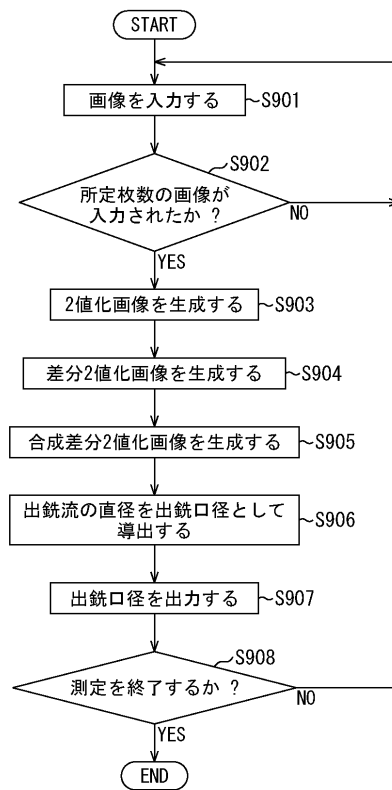 START
画像を入力する
S901
S902
所定枚数の画像が
入力されたか ?
NO
YES
2値化画像を生成する
S903
差分2値化画像を生成する
S904
合成差分2値化画像を生成する
S905
出銑流の直径を出銑口径として
導出する
S906
出銑口径を出力する
S907
S908
測定を終了するか ?
NO
YES
END